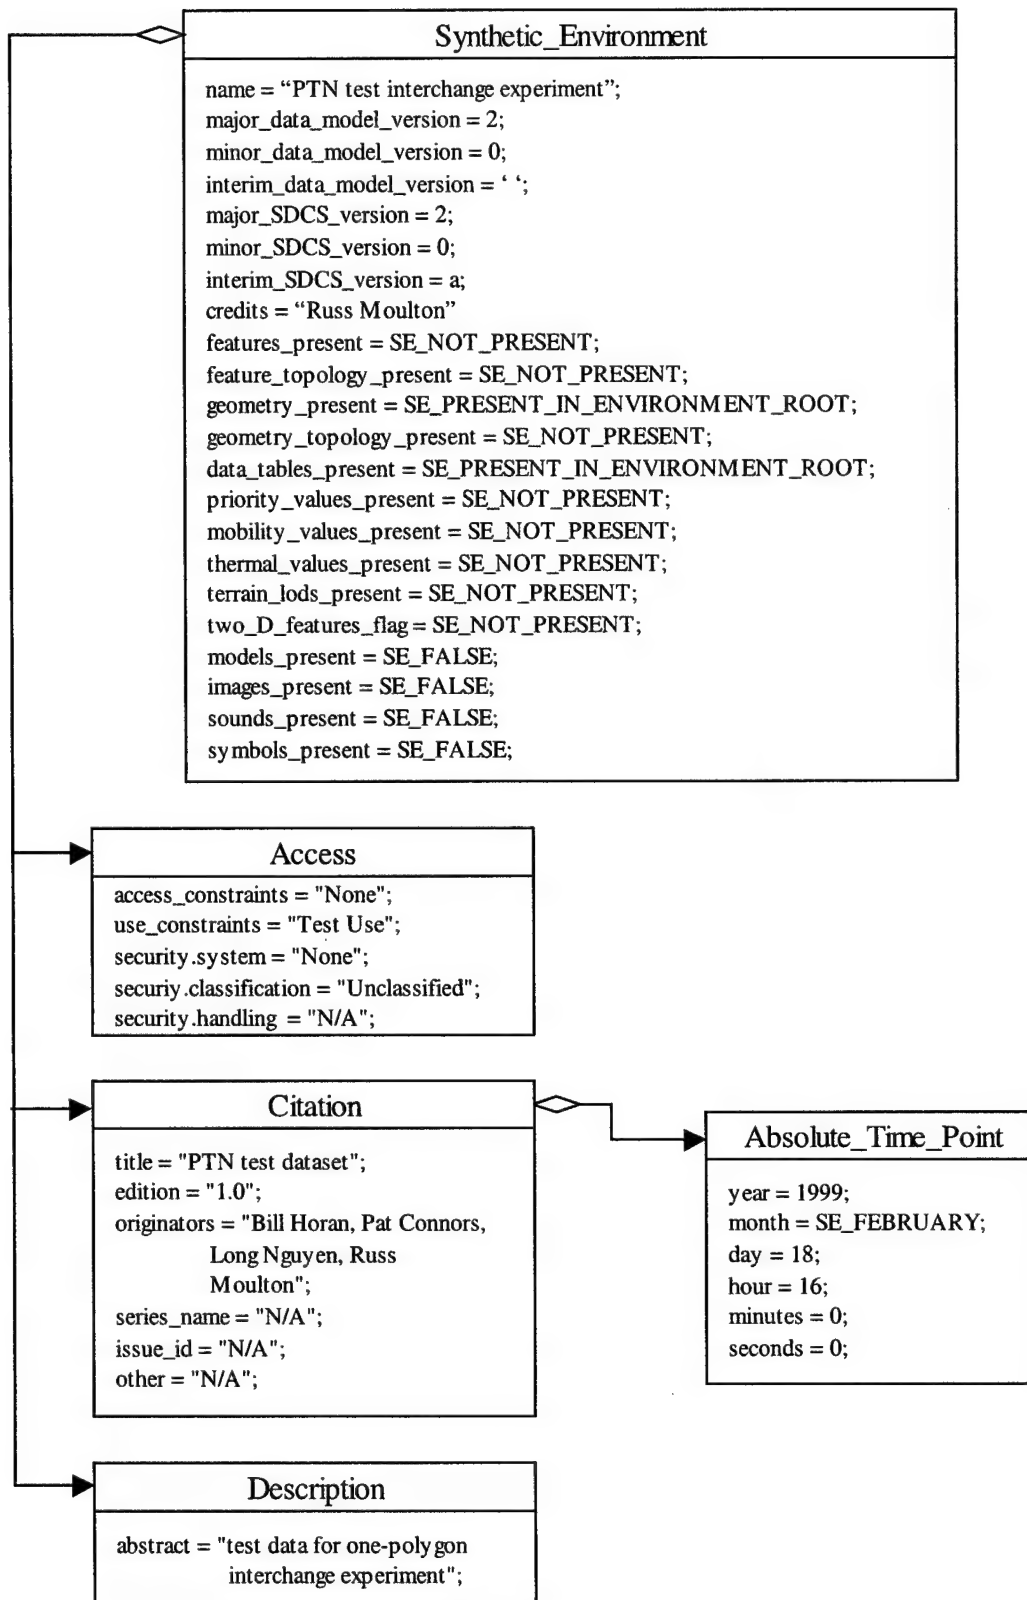 Synthetic_Environment
name = “PTN test interchange experiment”;
major_data_model_version = 2;
minor_data_model_version = 0;
interim_data_model_version = ‘ ‘;
major_SDCS_version = 2;
minor_SDCS_version = 0;
interim_SDCS_version = a;
credits = “Russ Moulton”
features_present = SE_NOT_PRESENT;
feature_topology_present = SE_NOT_PRESENT;
geometry_present = SE_PRESENT_IN_ENVIRONMENT_ROOT;
geometry_topology_present = SE_NOT_PRESENT;
data_tables_present = SE_PRESENT_IN_ENVIRONMENT_ROOT;
priority_values_present = SE_NOT_PRESENT;
mobility_values_present = SE_NOT_PRESENT;
thermal_values_present = SE_NOT_PRESENT;
terrain_lods_present = SE_NOT_PRESENT;
two_D_features_flag = SE_NOT_PRESENT;
models_present = SE_FALSE;
images_present = SE_FALSE;
sounds_present = SE_FALSE;
symbols_present = SE_FALSE;
Access
access_constraints = "None";
use_constraints = "Test Use";
security.system = "None";
securiy.classification = "Unclassified";
security.handling = "N/A";
Citation
title = "PTN test dataset";
edition = "1.0";
originators = "Bill Horan, Pat Connors,
Long Nguyen, Russ
Moulton";
series_name = "N/A";
issue_id = "N/A";
other = "N/A";
Absolute_Time_Point
year = 1999;
month = SE_FEBRUARY;
day = 18;
hour = 16;
minutes = 0;
seconds = 0;
Description
abstract = "test data for one-polygon
interchange experiment";